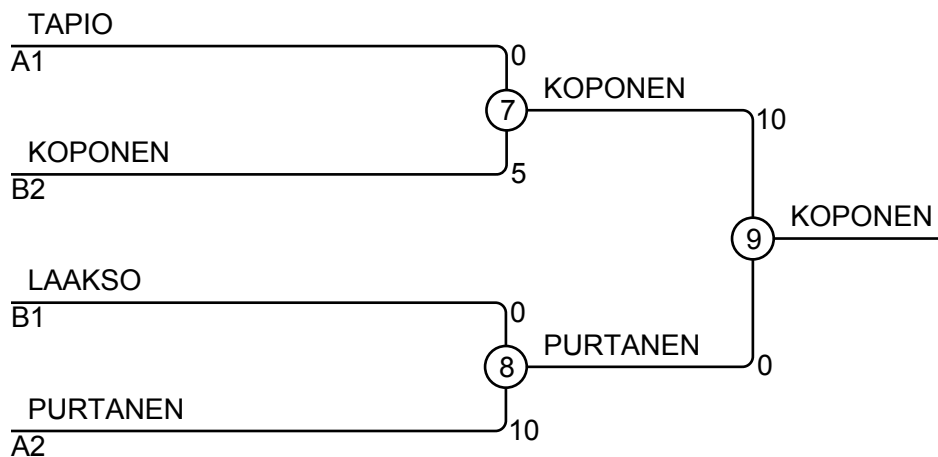 TAPIO
A1
0
7
KOPONEN
10
KOPONEN
B2
5
9
KOPONEN
LAAKSO
B1
0
8
PURTANEN
0
PURTANEN
A2
10